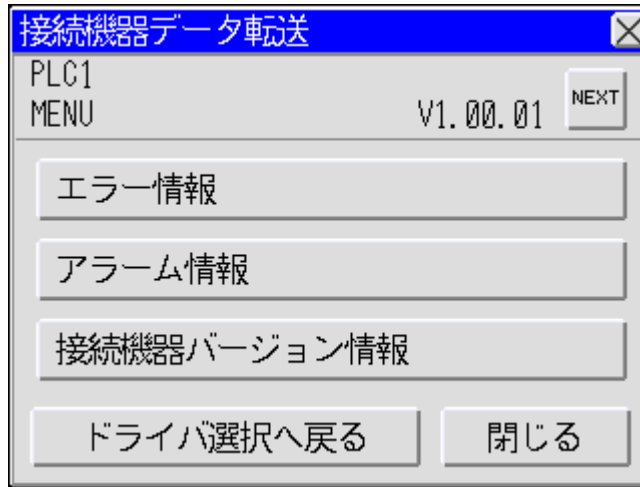 接続機器データ転送
PLC1
MENU V1.00.01 NEXT
エラー情報
アラーム情報
接続機器バージョン情報
ドライバ選択へ戻る 閉じる